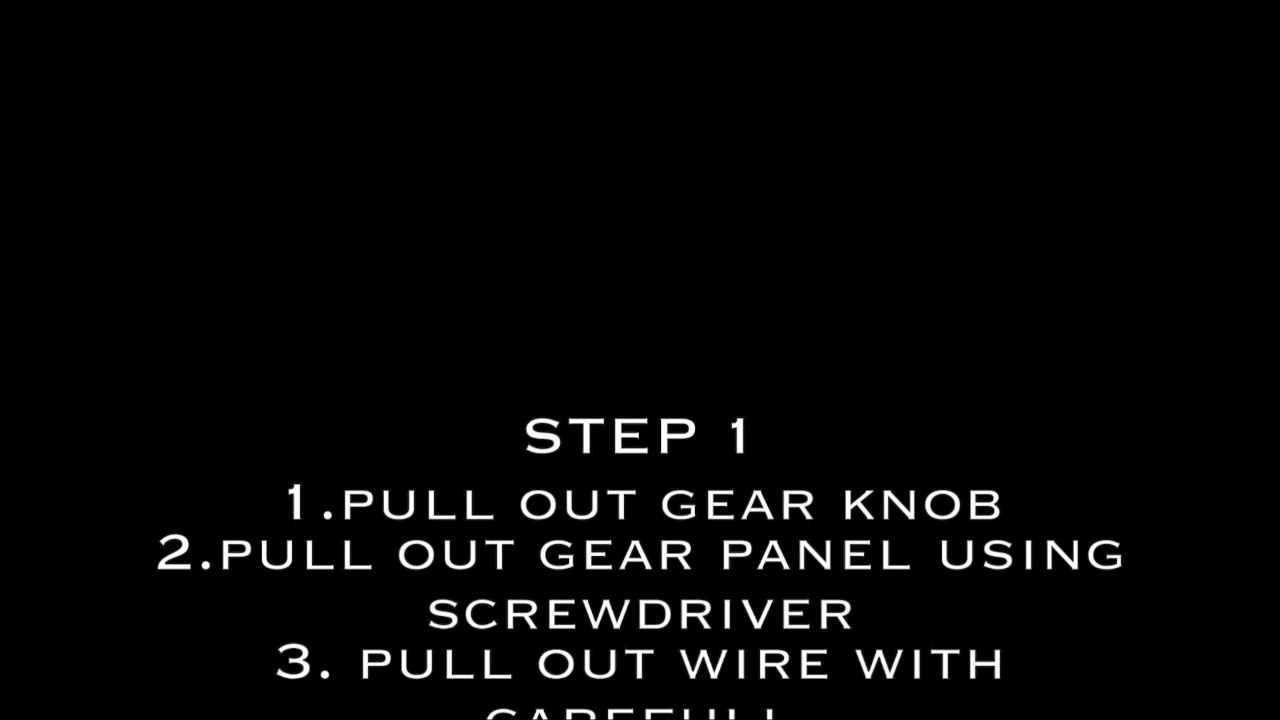 STEP 1
1.PULL OUT GEAR KNOB
2.PULL OUT GEAR PANEL USING
SCREWDRIVER
3. PULL OUT WIRE WITH